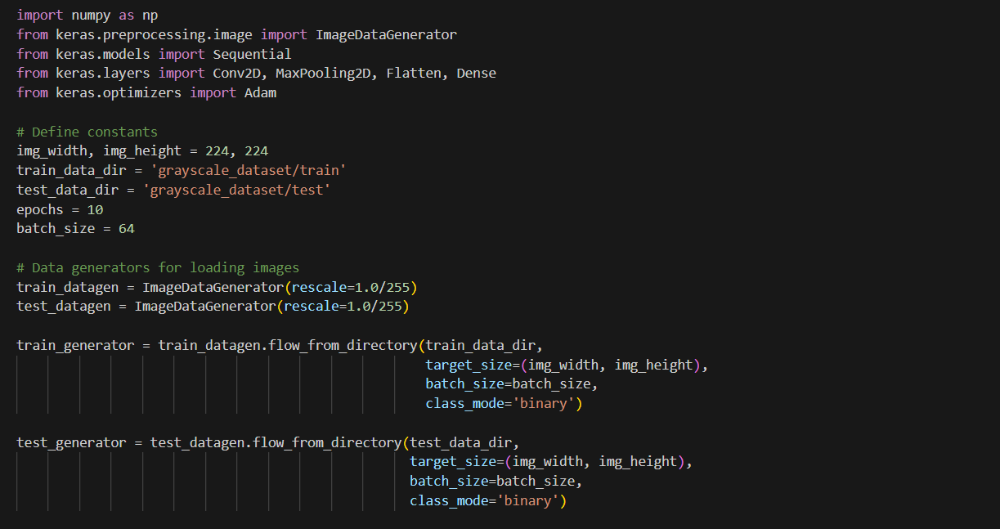 import numpy as np
from keras.preprocessing.image import ImageDataGenerator
from keras.models import Sequential
from keras.layers import Conv2D, MaxPooling2D, Flatten, Dense
from keras.optimizers import Adam

# Define constants
img_width, img_height = 224, 224
train_data_dir = 'grayscale_dataset/train'
test_data_dir = 'grayscale_dataset/test'
epochs = 10
batch_size = 64

# Data generators for loading images
train_datagen = ImageDataGenerator(rescale=1.0/255)
test_datagen = ImageDataGenerator(rescale=1.0/255)

train_generator = train_datagen.flow_from_directory(train_data_dir,
                                                    target_size=(img_width, img_height),
                                                    batch_size=batch_size,
                                                    class_mode='binary')

test_generator = test_datagen.flow_from_directory(test_data_dir,
                                                  target_size=(img_width, img_height),
                                                  batch_size=batch_size,
                                                  class_mode='binary')